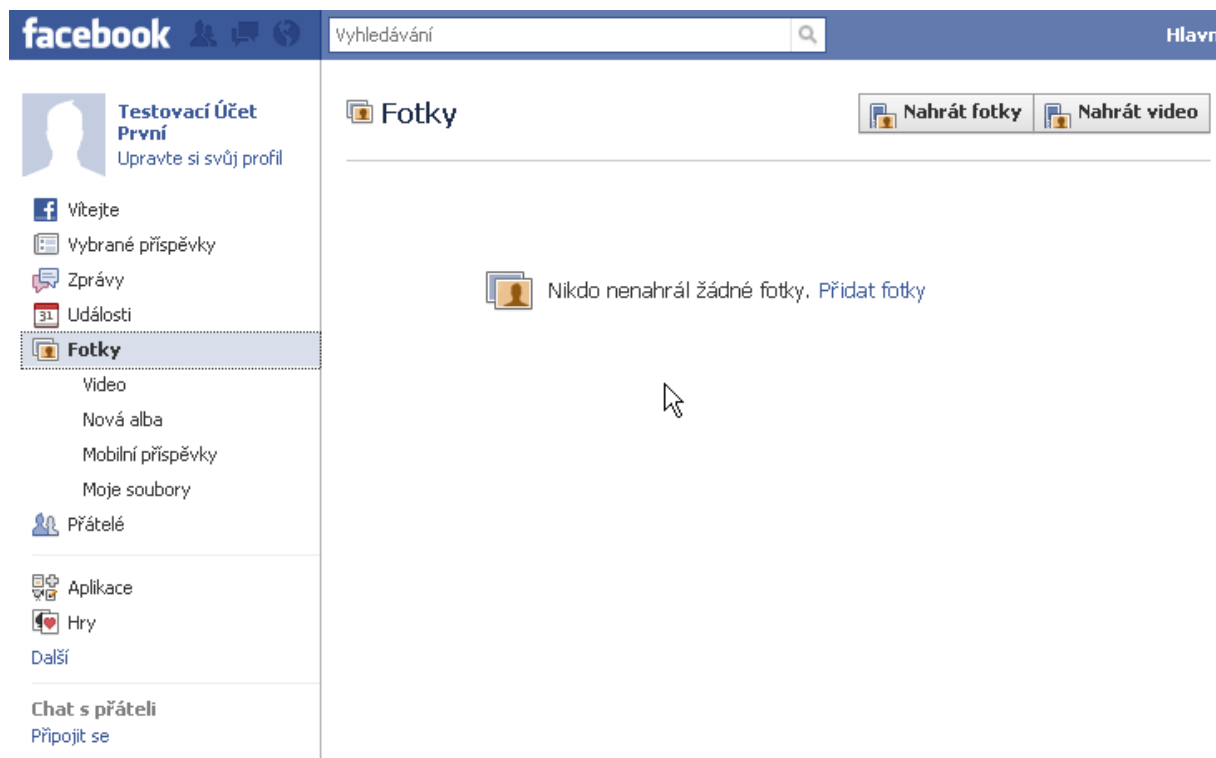 facebook
Vyhledávání
Hlavn
Testovací Účet
První
Upravte si svůj profil
Vítejte
Vybrané příspěvky
Zprávy
31
Události
Fotky
Video
Nová alba
Mobilní příspěvky
Moje soubory
Přátelé
Aplikace
Hry
Další
Chat s přáteli
Připojit se
Fotky
Nahrát fotky
Nahrát video
Nikdo nenahrál žádné fotky. Přidat fotky